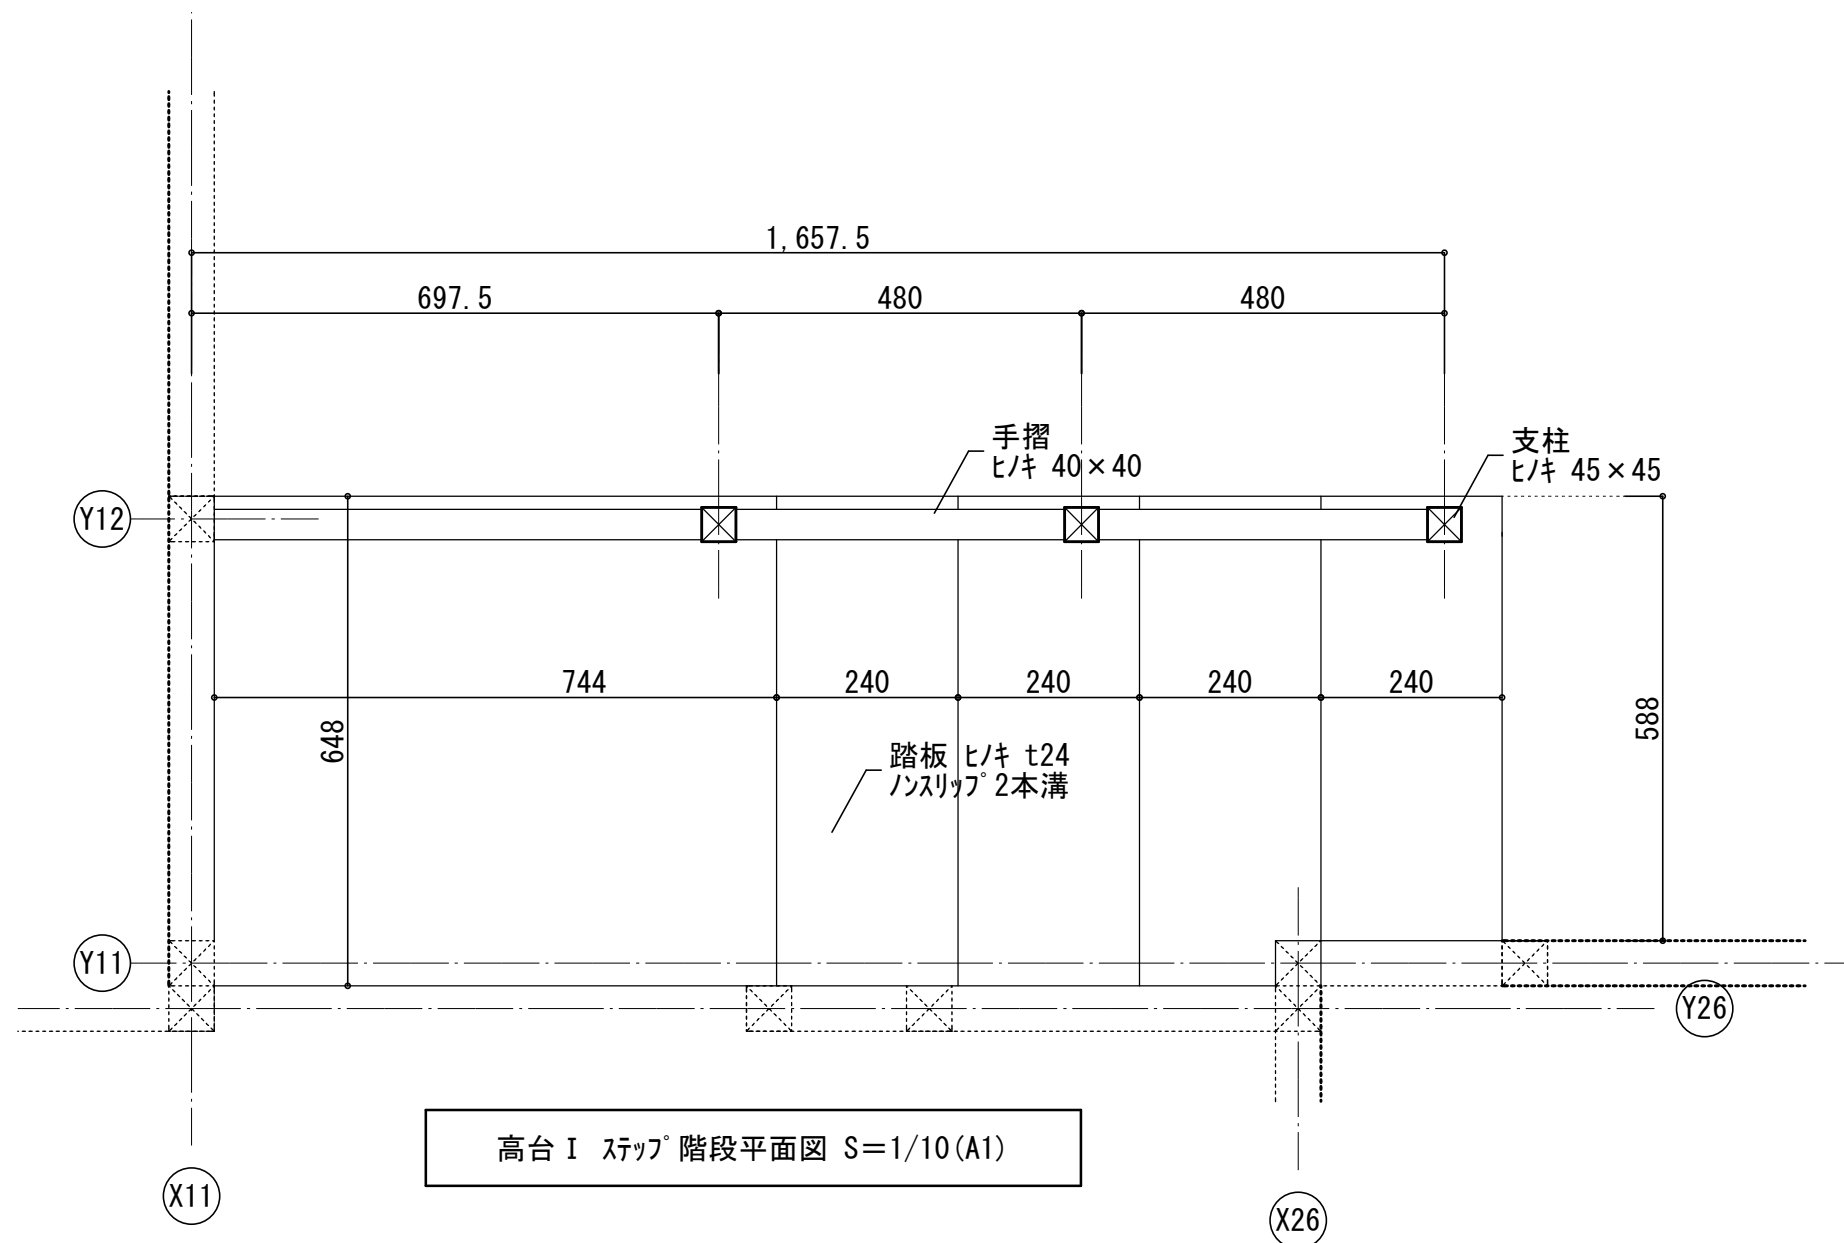 1,657.5
697.5
480
480
手摺
ﾋﾉｷ 40×40
支柱
ﾋﾉｷ 45×45
Y12
744
240
240
240
240
648
588
踏板 ﾋﾉｷ t24
ﾉﾝｽﾘｯﾌﾟ2本溝
Y11
Y26
高台Ⅰ ｽﾃｯﾌﾟ階段平面図 S=1/10(A1)
X11
X26